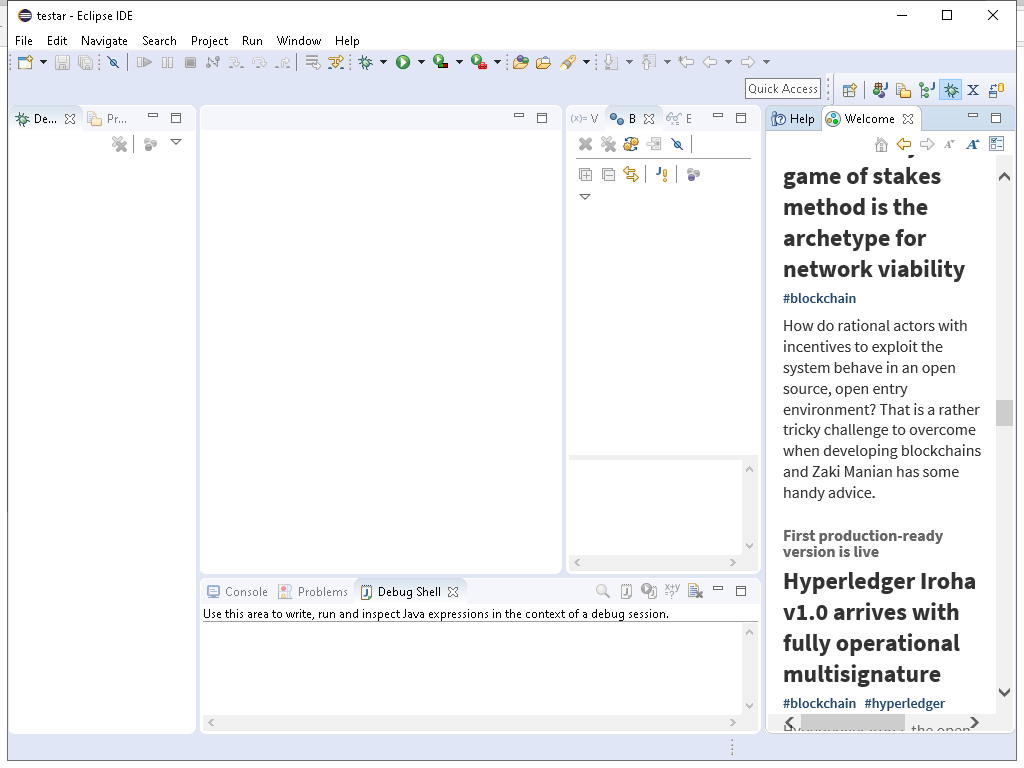 testar - Eclipse IDE
File Edit Navigate Search Project Run Window Help
Quick Access
De... Pr...
(x)= V B E
Help Welcome
game of stakes
method is the
archetype for
network viability
#blockchain
How do rational actors with
incentives to exploit the
system behave in an open
source, open entry
environment? That is a rather
tricky challenge to overcome
when developing blockchains
and Zaki Manian has some
handy advice.
First production-ready
version is live
Hyperledger Iroha
v1.0 arrives with
fully operational
multisignature
#blockchain #hyperledger
the open
Console Problems Debug Shell
Use this area to write, run and inspect Java expressions in the context of a debug session.